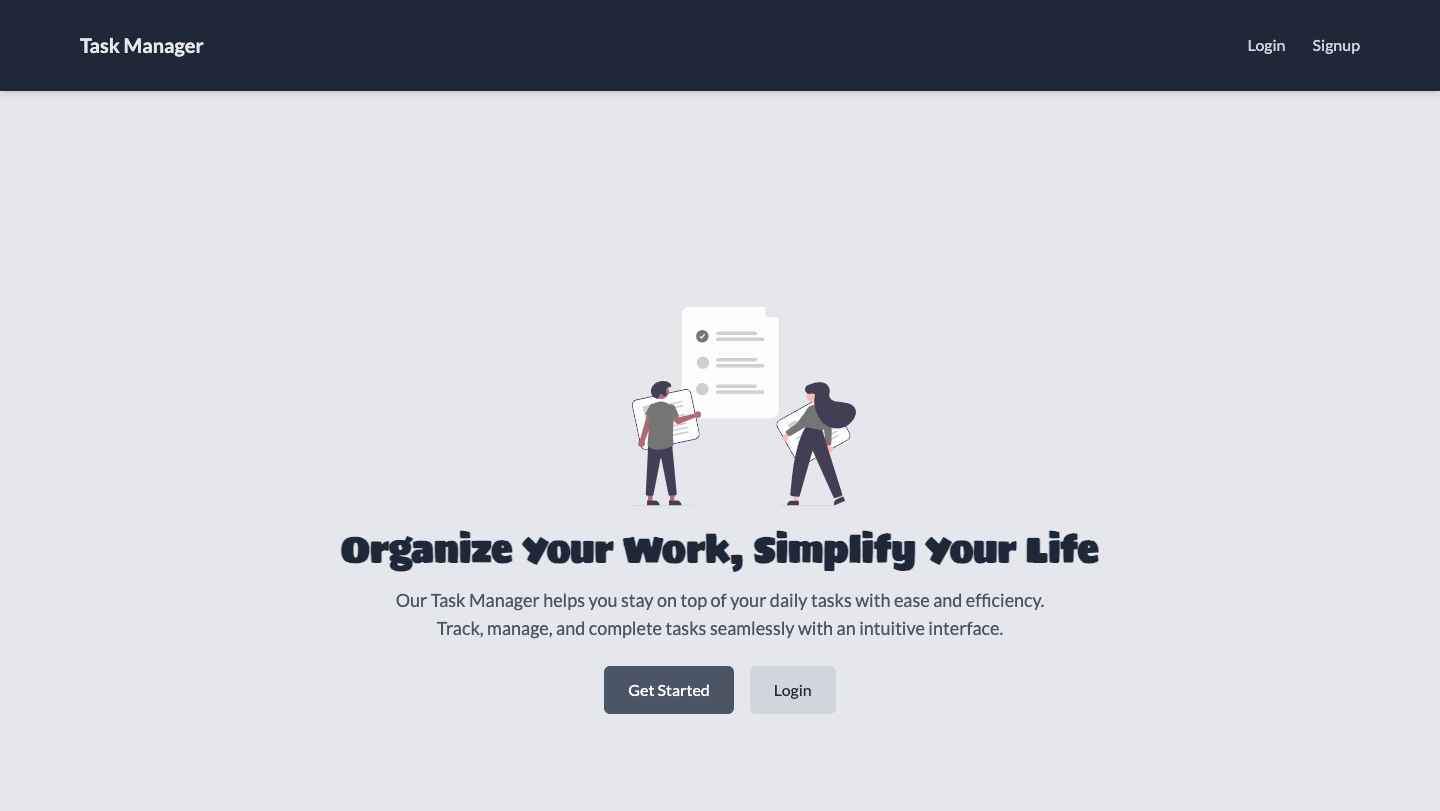 Task Manager
Login
Signup
Organize Your Work, Simplify Your Life
Our Task Manager helps you stay on top of your daily tasks with ease and efficiency.
Track, manage, and complete tasks seamlessly with an intuitive interface.
Get Started
Login